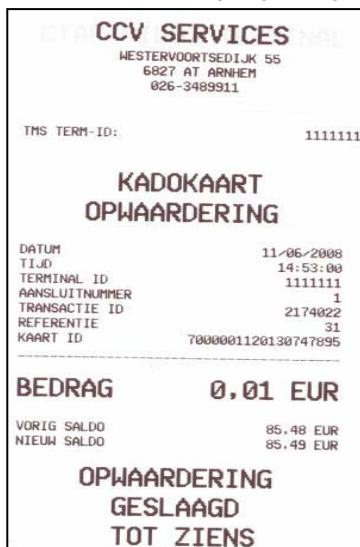 CCV SERVICES
WESTERVOORTSEDIJK 55
6827 AT ARNHEM
026-3489911
TMS TERM-ID: 1111111
KADOKAART
OPWAARDERING
DATUM 11/06/2008
TIJD 14:53:00
TERMINAL ID 1111111
AANSLUITNUMMER 1
TRANSACTIE ID 2174022
REFERENTIE 31
KAART ID 7000001120130747895
BEDRAG 0,01 EUR
VORIG SALDO 85.48 EUR
NIEUW SALDO 85.49 EUR
OPWAARDERING
GESLAAGD
TOT ZIENS